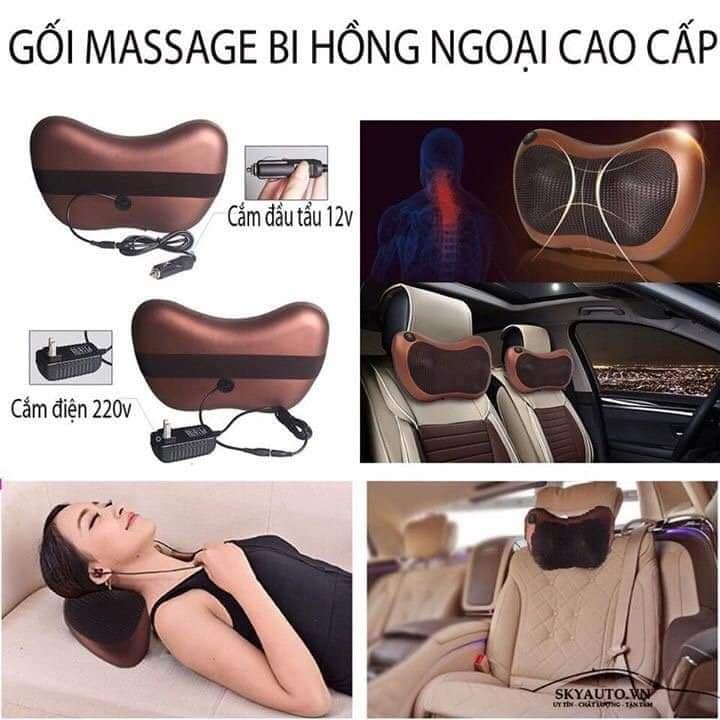 GỐI MASSAGE BI HỒNG NGOẠI CAO CẤP
Cắm đầu tẩu 12v
Cắm điện 220v
SKYAUTO.VN
UY TÍN - CHẤT LƯỢNG - TẬN TÂM